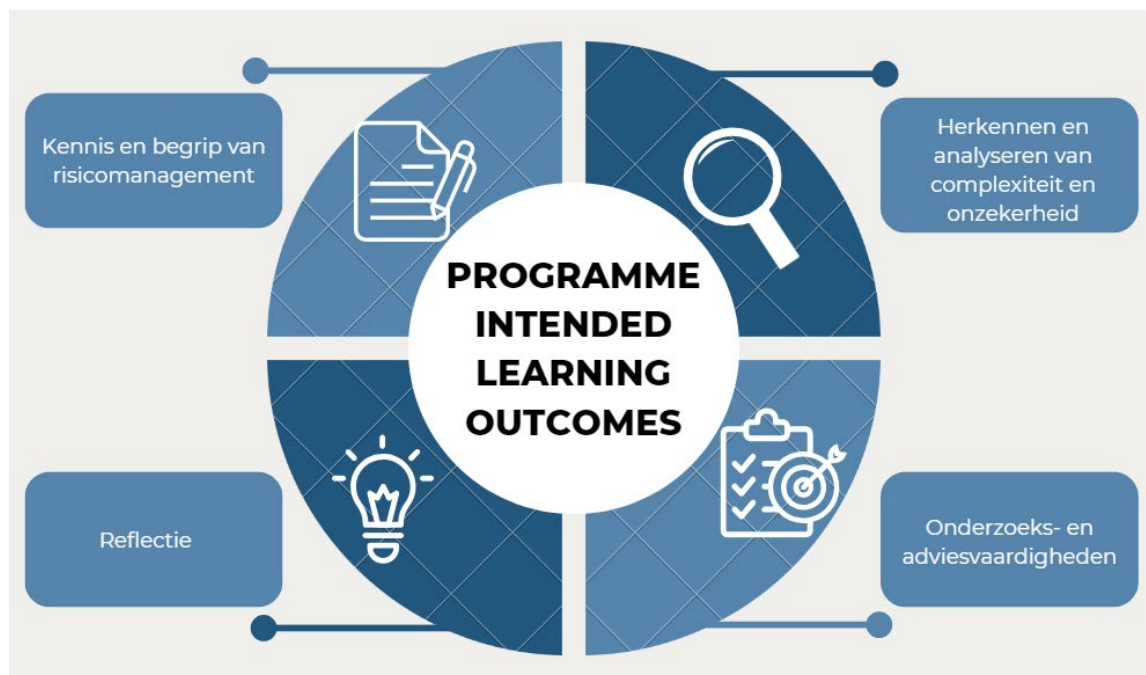 Kennis en begrip van
risicomanagement
Herkennen en
analyseren van
complexiteit en
onzekerheid
PROGRAMME
INTENDED
LEARNING
OUTCOMES
Reflectie
Onderzoeks- en
adviesvaardigheden